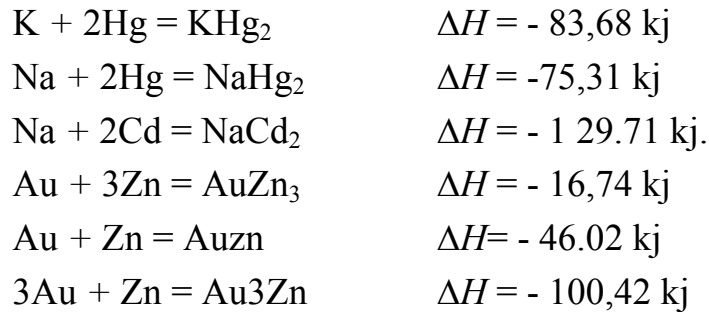 K + 2Hg = KHg₂ ΔH = - 83,68 kj
Na + 2Hg = NaHg₂ ΔH = -75,31 kj
Na + 2Cd = NaCd₂ ΔH = - 1 29.71 kj.
Au + 3Zn = AuZn₃ ΔH = - 16,74 kj
Au + Zn = Auzn ΔH= - 46.02 kj
3Au + Zn = Au3Zn ΔH = - 100,42 kj